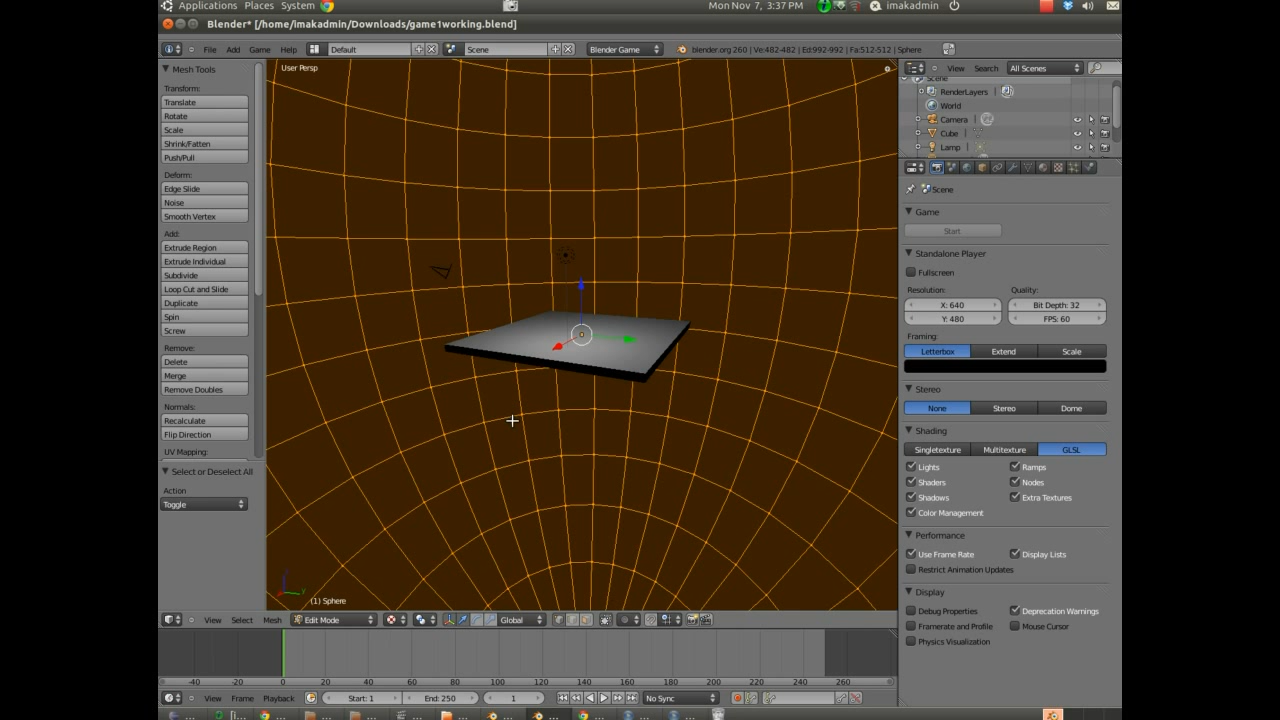 Applications Places System Mon Nov 7, 3:37 PM imakadmin
Blender* [/home/imakadmin/Downloads/game1working.blend]
File Add Game Help Default Scene Blender Game blender.org 260 | Ve:482-482 | Ed:992-992 | Fa:512-512 | Sphere
Mesh Tools
Transform:
Translate
Rotate
Scale
Shrink/Fatten
Push/Pull
Deform:
Edge Slide
Noise
Smooth Vertex
Add:
Extrude Region
Extrude Individual
Subdivide
Loop Cut and Slide
Duplicate
Spin
Screw
Remove:
Delete
Merge
Remove Doubles
Normals:
Recalculate
Flip Direction
UV Mapping:
Select or Deselect All
Action
Toggle
User Persp
(1) Sphere
View Select Mesh Edit Mode Global
View Search All Scenes
Scene
RenderLayers
World
Camera
Cube
Lamp
Scene
Game
Start
Standalone Player
Fullscreen
Resolution: Quality:
X: 640 Bit Depth: 32
Y: 480 FPS: 60
Framing:
Letterbox Extend Scale
Stereo
None Stereo Dome
Shading
Singletexture Multitexture GLSL
Lights Ramps
Shaders Nodes
Shadows Extra Textures
Color Management
Performance
Use Frame Rate Display Lists
Restrict Animation Updates
Display
Debug Properties Deprecation Warnings
Framerate and Profile Mouse Cursor
Physics Visualization
-40 -20 0 20 40 60 80 100 120 140 160 180 200 220 240 260
View Frame Playback Start: 1 End: 250 1 No Sync